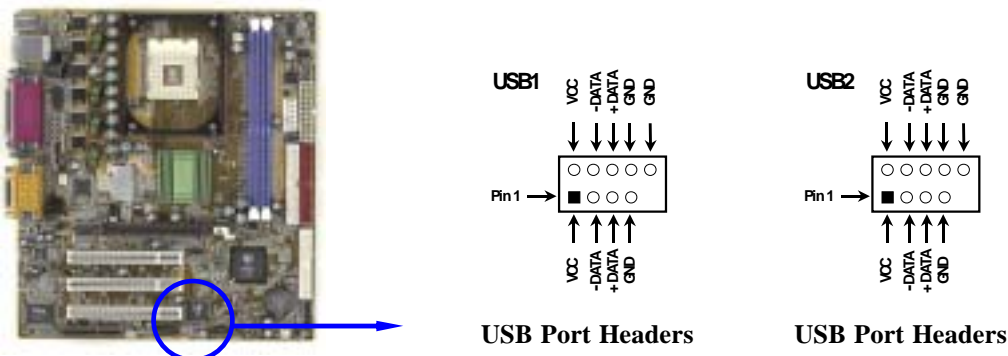 USB1
VCC
-DATA
+DATA
GND
GND
Pin 1
VCC
-DATA
+DATA
GND
USB Port Headers
USB2
VCC
-DATA
+DATA
GND
GND
Pin 1
VCC
-DATA
+DATA
GND
USB Port Headers